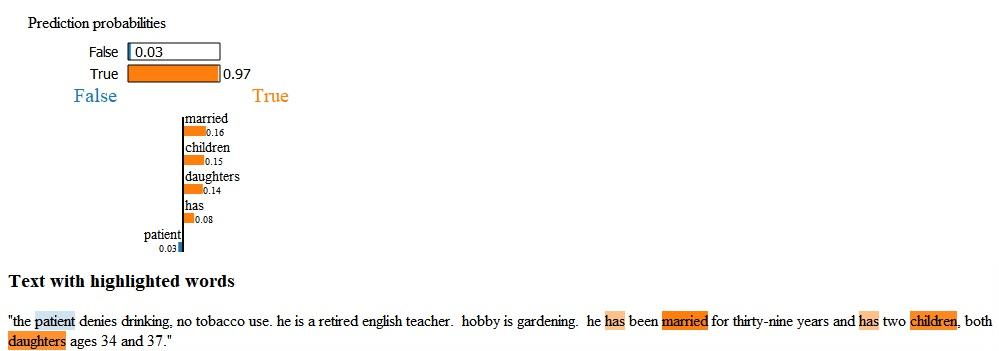 Prediction probabilities
False 0.03
True 0.97
False True
married
0.16
children
0.15
daughters
0.14
has
0.08
patient
0.03
Text with highlighted words
"the patient denies drinking, no tobacco use. he is a retired english teacher. hobby is gardening. he has been married for thirty-nine years and has two children, both
daughters ages 34 and 37."